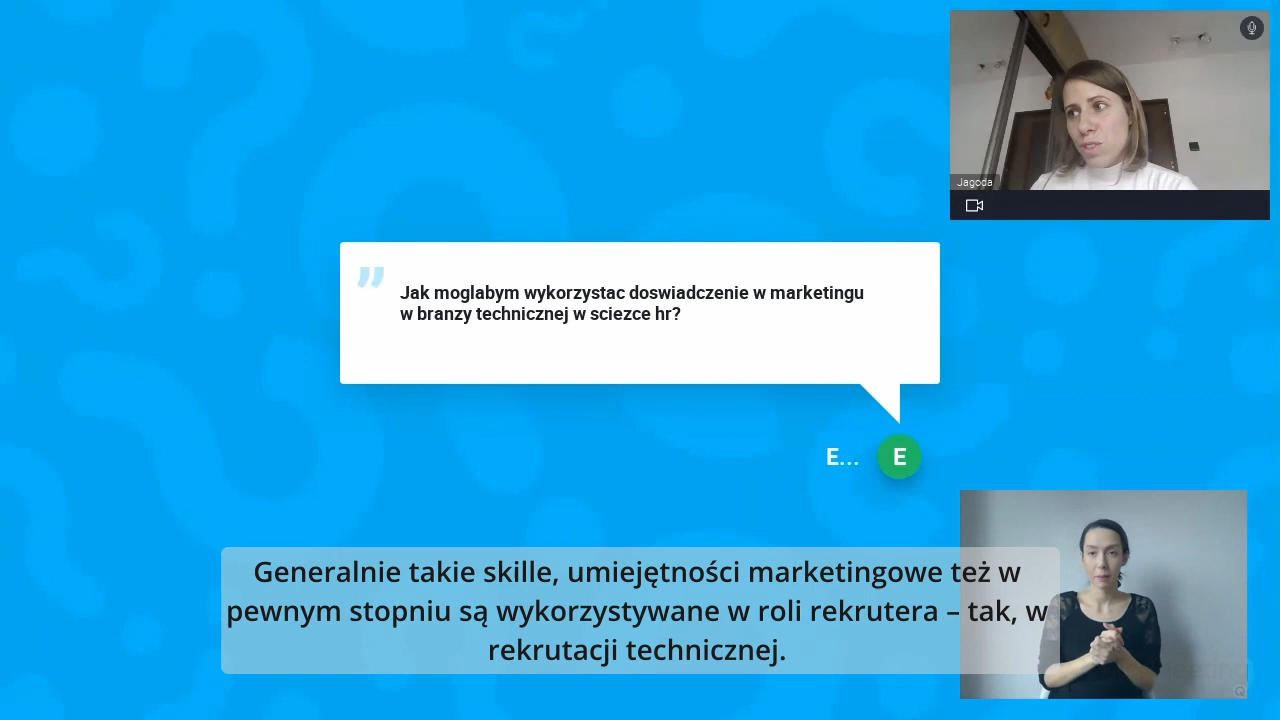 Jagoda
Jak moglabym wykorzystac doswiadczenie w marketingu
w branzy technicznej w sciezce hr?
E... E
Generalnie takie skille, umiejętności marketingowe też w
pewnym stopniu są wykorzystywane w roli rekrutera – tak, w
rekrutacji technicznej.